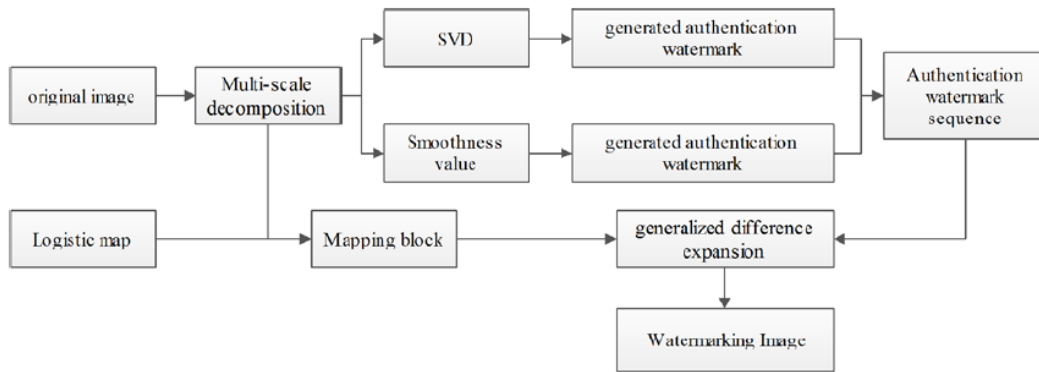 original image
Multi-scale
decomposition
SVD
generated authentication
watermark
Smoothness
value
generated authentication
watermark
Authentication
watermark
sequence
Logistic map
Mapping block
generalized difference
expansion
Watermarking Image